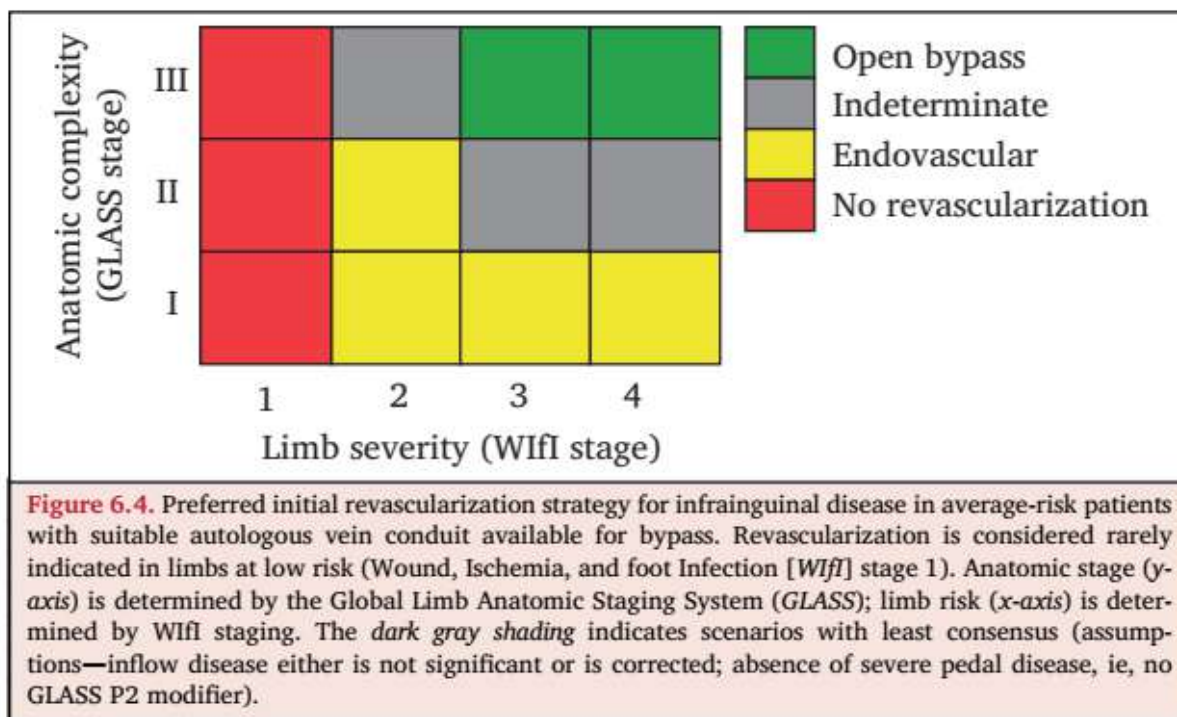 Anatomic complexity
(GLASS stage)
III
II
I
1 2 3 4
Limb severity (WIfI stage)
Open bypass
Indeterminate
Endovascular
No revascularization
Figure 6.4. Preferred initial revascularization strategy for infrainguinal disease in average-risk patients
with suitable autologous vein conduit available for bypass. Revascularization is considered rarely
indicated in limbs at low risk (Wound, Ischemia, and foot Infection [WIfI] stage 1). Anatomic stage (y-
axis) is determined by the Global Limb Anatomic Staging System (GLASS); limb risk (x-axis) is deter-
mined by WIfI staging. The dark gray shading indicates scenarios with least consensus (assump-
tions—inflow disease either is not significant or is corrected; absence of severe pedal disease, ie, no
GLASS P2 modifier).